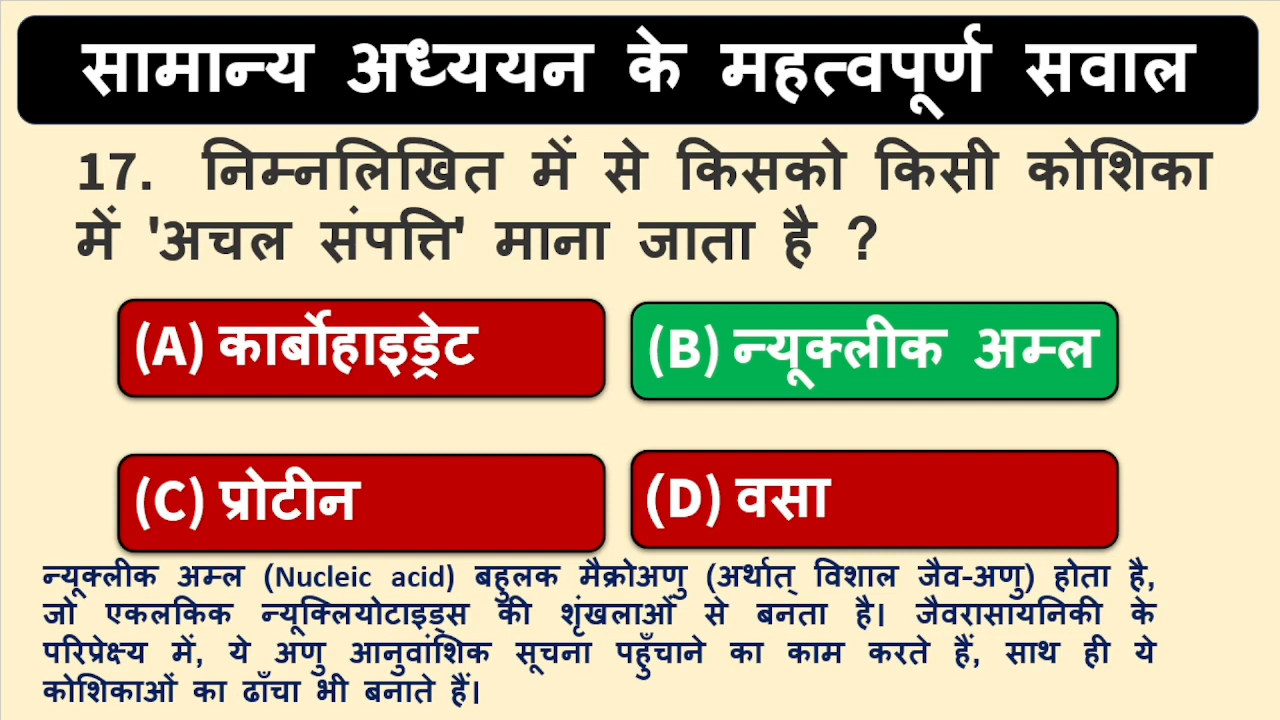 सामान्य अध्ययन के महत्वपूर्ण सवाल
17. निम्नलिखित में से किसको किसी कोशिका
में 'अचल संपत्ति' माना जाता है ?
(A) कार्बोहाइड्रेट
(B) न्यूक्लीक अम्ल
(C) प्रोटीन
(D) वसा
न्यूक्लीक अम्ल (Nucleic acid) बहुलक मैक्रोअणु (अर्थात् विशाल जैव-अणु) होता है,
जो एकलकिक न्यूक्लियोटाइड्स की शृंखलाओं से बनता है। जैवरासायनिकी के
परिप्रेक्ष्य में, ये अणु आनुवांशिक सूचना पहुँचाने का काम करते हैं, साथ ही ये
कोशिकाओं का ढाँचा भी बनाते हैं।